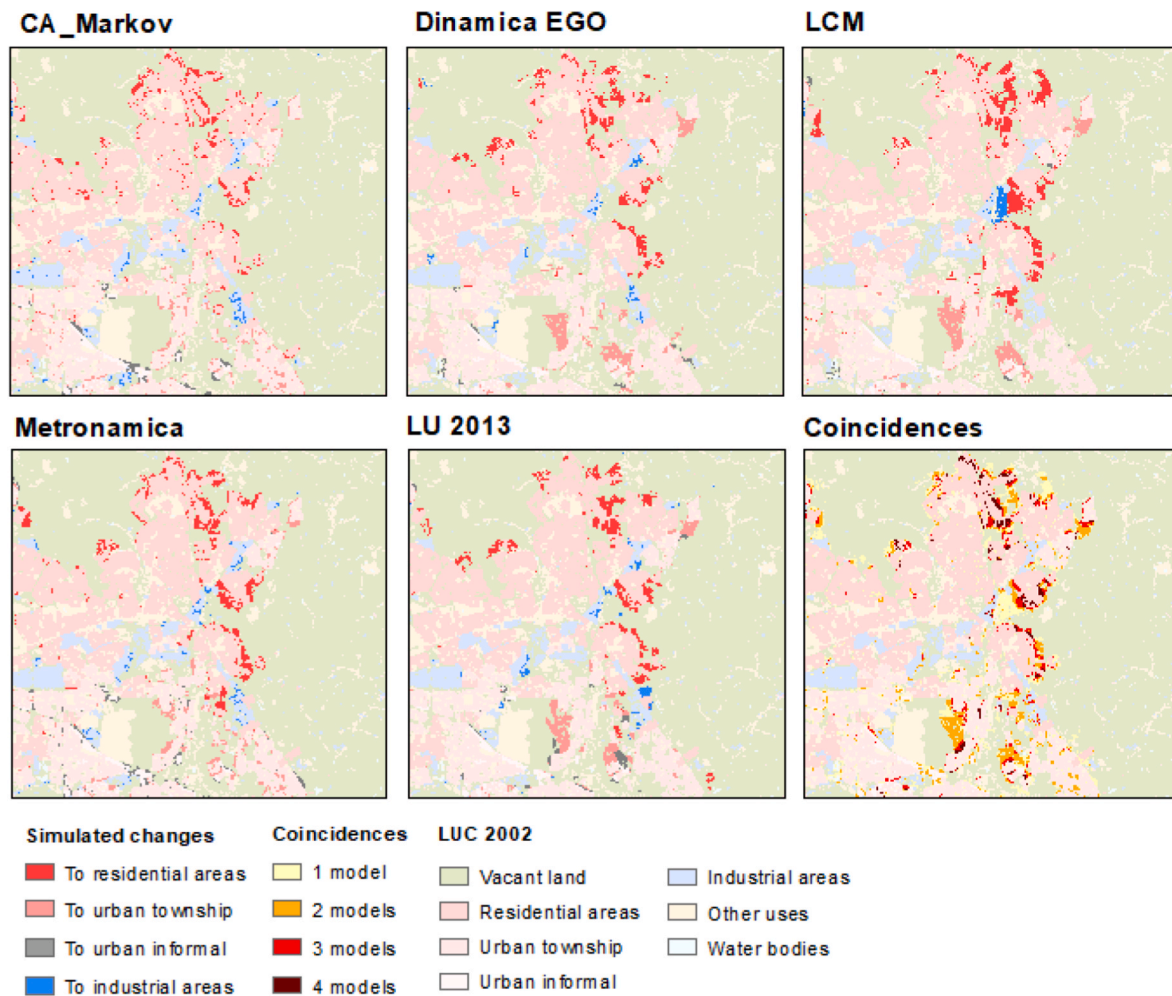 CA_Markov
Dinamica EGO
LCM
Metronamica
LU 2013
Coincidences
Simulated changes
To residential areas
To urban township
To urban informal
To industrial areas
Coincidences
1 model
2 models
3 models
4 models
LUC 2002
Vacant land
Residential areas
Urban township
Urban informal
Industrial areas
Other uses
Water bodies